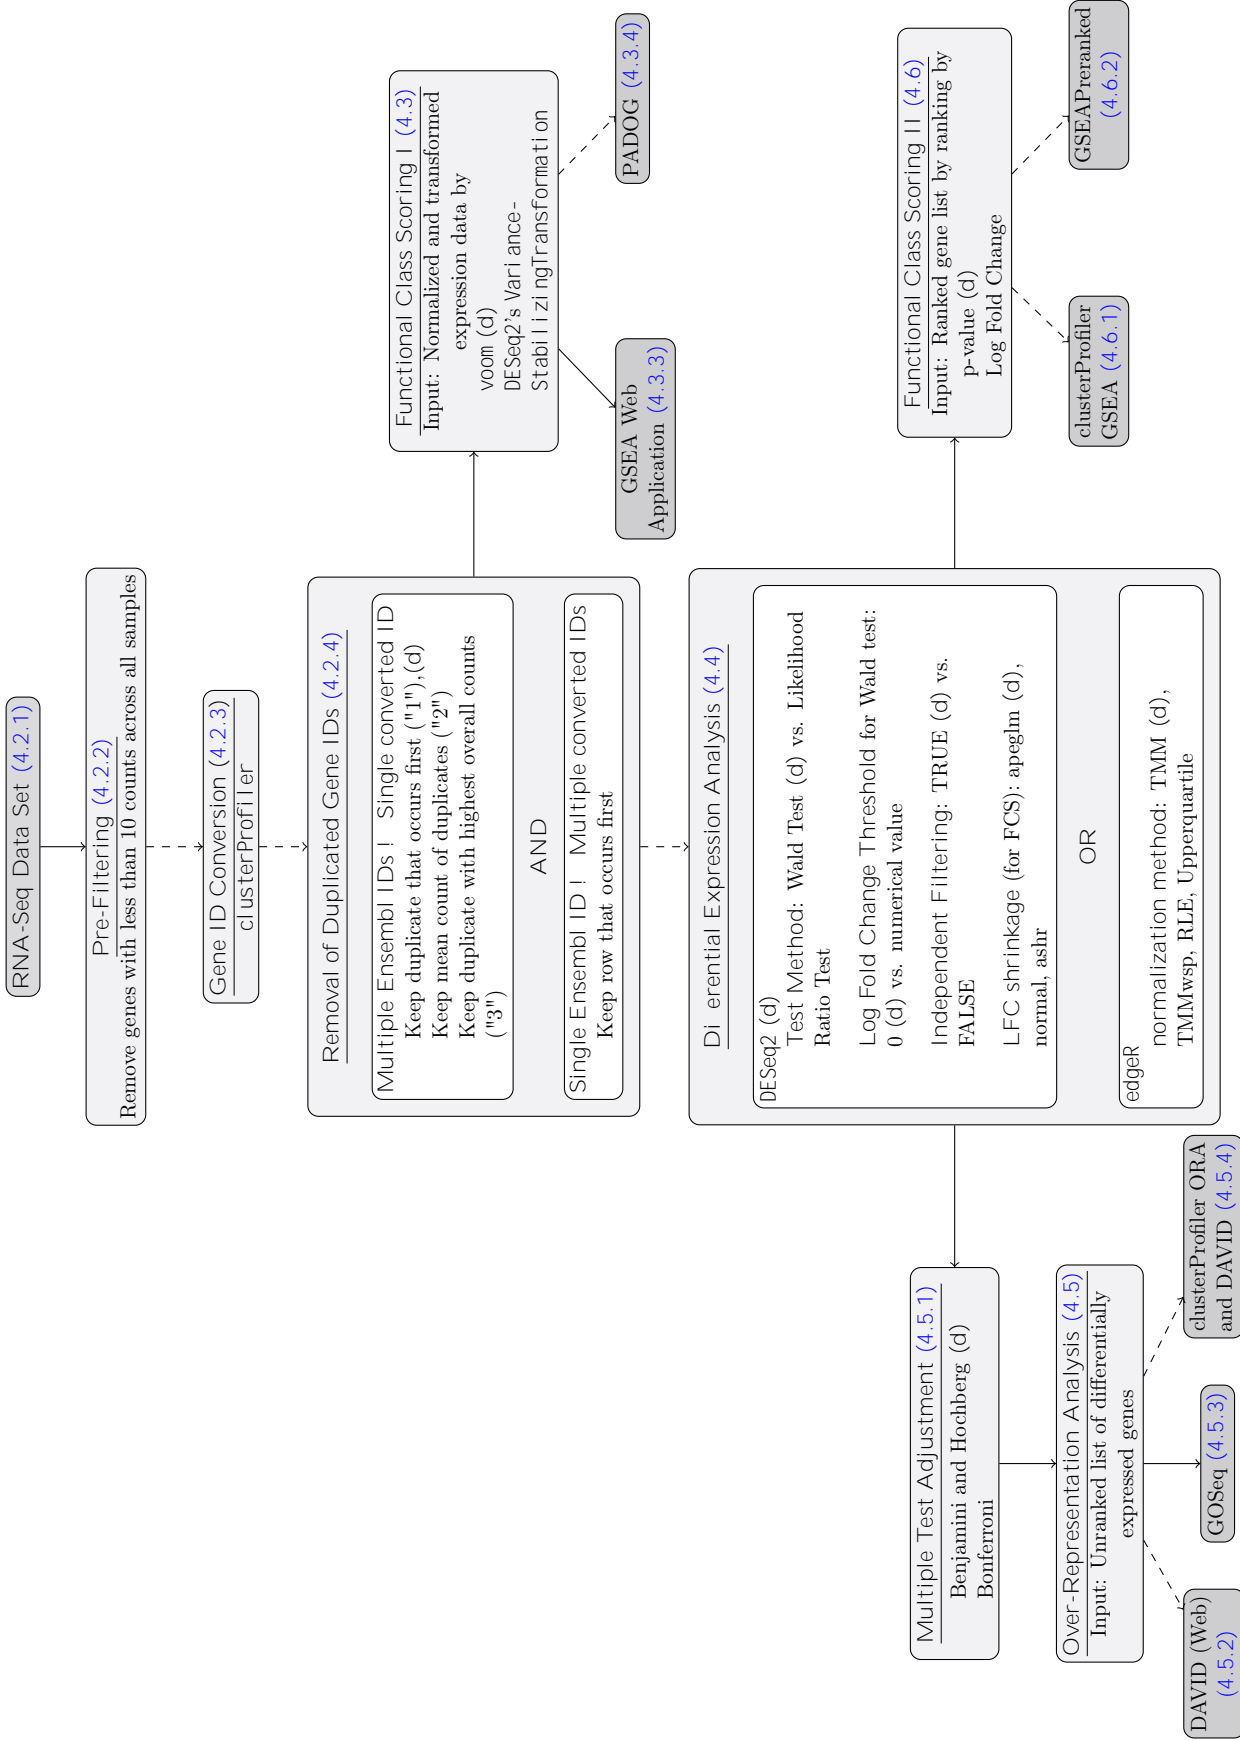 RNA-Seq Data Set (4.2.1)
Pre-Filtering (4.2.2)
Remove genes with less than 10 counts across all samples
Gene ID Conversion (4.2.3)
clusterProfiler
Removal of Duplicated Gene IDs (4.2.4)
Multiple Ensembl IDs ! Single converted ID
Keep duplicate that occurs first ("1"),(d)
Keep mean count of duplicates ("2")
Keep duplicate with highest overall counts
("3")
AND
Single Ensembl ID ! Multiple converted IDs
Keep row that occurs first
Functional Class Scoring I (4.3)
Input: Normalized and transformed
expression data by
voom (d)
DESeq2's Variance-
StabilizingTransformation
GSEA Web
Application (4.3.3)
PADOG (4.3.4)
Di erential Expression Analysis (4.4)
DESeq2 (d)
Test Method: Wald Test (d) vs. Likelihood
Ratio Test
Log Fold Change Threshold for Wald test:
0 (d) vs. numerical value
Independent Filtering: TRUE (d) vs.
FALSE
LFC shrinkage (for FCS): apeglm (d),
normal, ashr
OR
edgeR
normalization method: TMM (d),
TMMwsp, RLE, Upperquartile
Multiple Test Adjustment (4.5.1)
Benjamini and Hochberg (d)
Bonferroni
Over-Representation Analysis (4.5)
Input: Unranked list of differentially
expressed genes
DAVID (Web)
(4.5.2)
GOSeq (4.5.3)
clusterProfiler ORA
and DAVID (4.5.4)
Functional Class Scoring II (4.6)
Input: Ranked gene list by ranking by
p-value (d)
Log Fold Change
clusterProfiler
GSEA (4.6.1)
GSEAPreranked
(4.6.2)